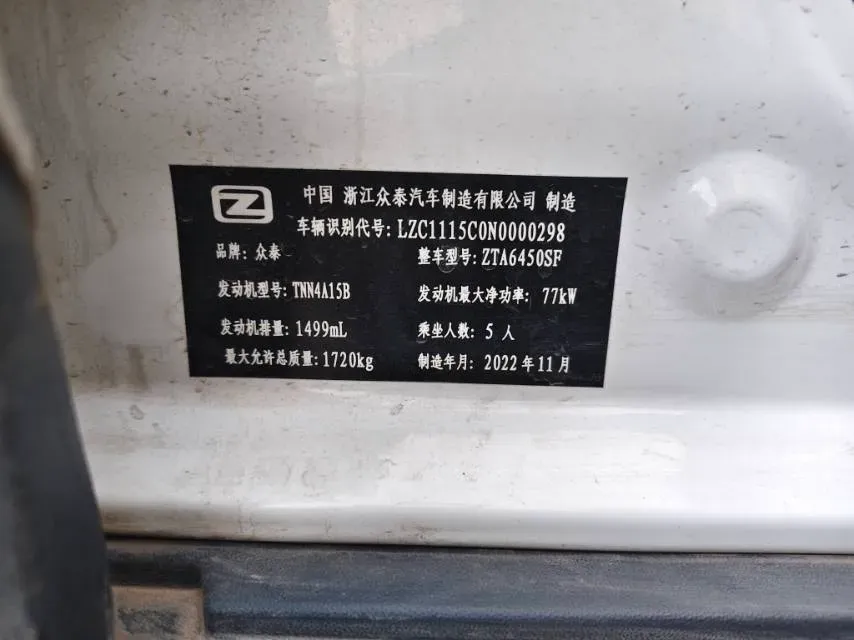 Z
中国 浙江众泰汽车制造有限公司 制造
车辆识别代号: LZC1115C0N0000298
品牌: 众泰 整车型号: ZTA6450SF
发动机型号: TNN4A15B 发动机最大净功率: 77kW
发动机排量: 1499mL 乘坐人数: 5 人
最大允许总质量: 1720kg 制造年月: 2022 年 11 月